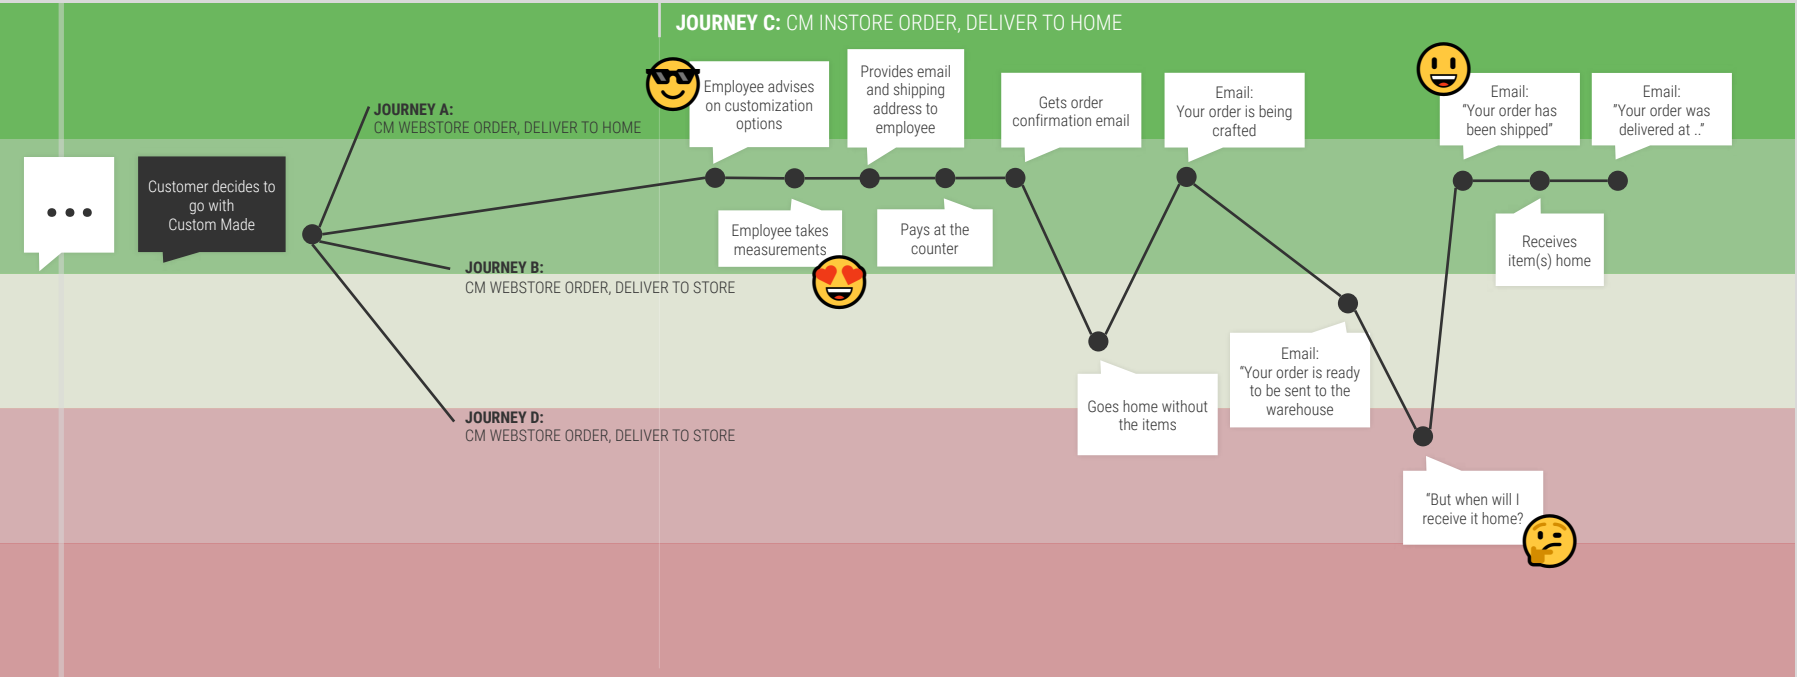 JOURNEY C: CM INSTORE ORDER, DELIVER TO HOME
...
Customer decides to
go with
Custom Made
JOURNEY A:
CM WEBSTORE ORDER, DELIVER TO HOME
JOURNEY B:
CM WEBSTORE ORDER, DELIVER TO STORE
JOURNEY D:
CM WEBSTORE ORDER, DELIVER TO STORE
Employee advises
on customization
options
Employee takes
measurements
Provides email
and shipping
address to
employee
Pays at the
counter
Gets order
confirmation email
Goes home without
the items
Email:
Your order is being
crafted
Email:
"Your order is ready
to be sent to the
warehouse
"But when will I
receive it home?
Email:
"Your order has
been shipped"
Receives
item(s) home
Email:
"Your order was
delivered at .."